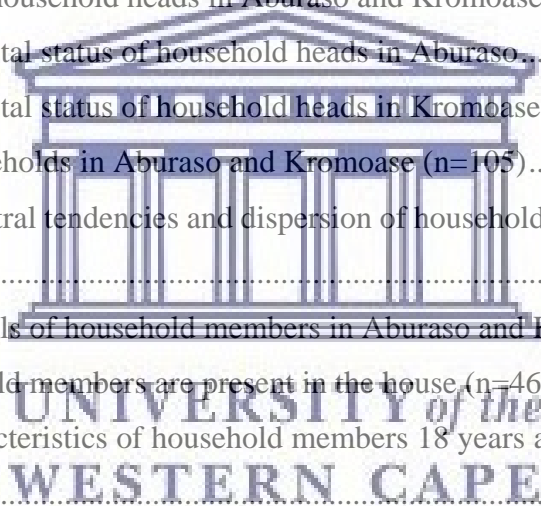 household heads in Aburaso and Kromoase
tal status of household heads in Aburaso...
tal status of household heads in Kromoase
eholds in Aburaso and Kromoase (n=105)...
tral tendencies and dispersion of household
....................................................................
ls of household members in Aburaso and K
ld members are present in the house (n=46
UNIVERSITY of the
cteristics of household members 18 years a
WESTERN CAPE
....................................................................